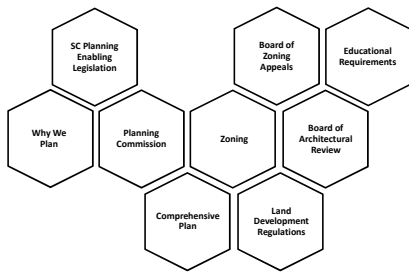 SC Planning
Enabling
Legislation
Board of
Zoning
Appeals
Educational
Requirements
Why We
Plan
Planning
Commission
Zoning
Board of
Architectural
Review
Comprehensive
Plan
Land
Development
Regulations